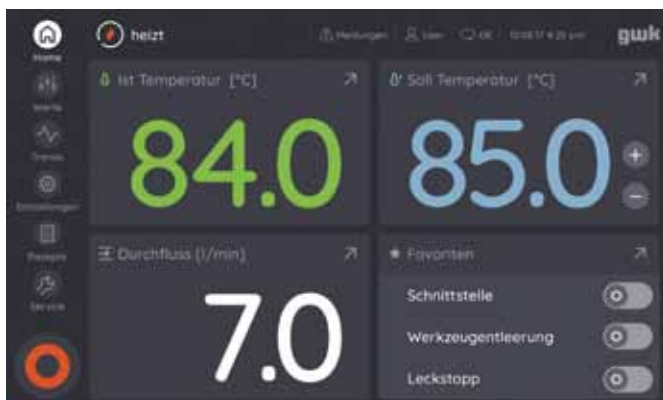 heizt
Meldungen
User
gwk
Home
Ist Temperatur [°C]
84.0
Soll Temperatur [°C]
85.0
Werte
Trends
Einstellungen
Rezepte
Service
Durchfluss [l/min]
7.0
Favoriten
Schnittstelle
Werkzeugentleerung
Leckstopp